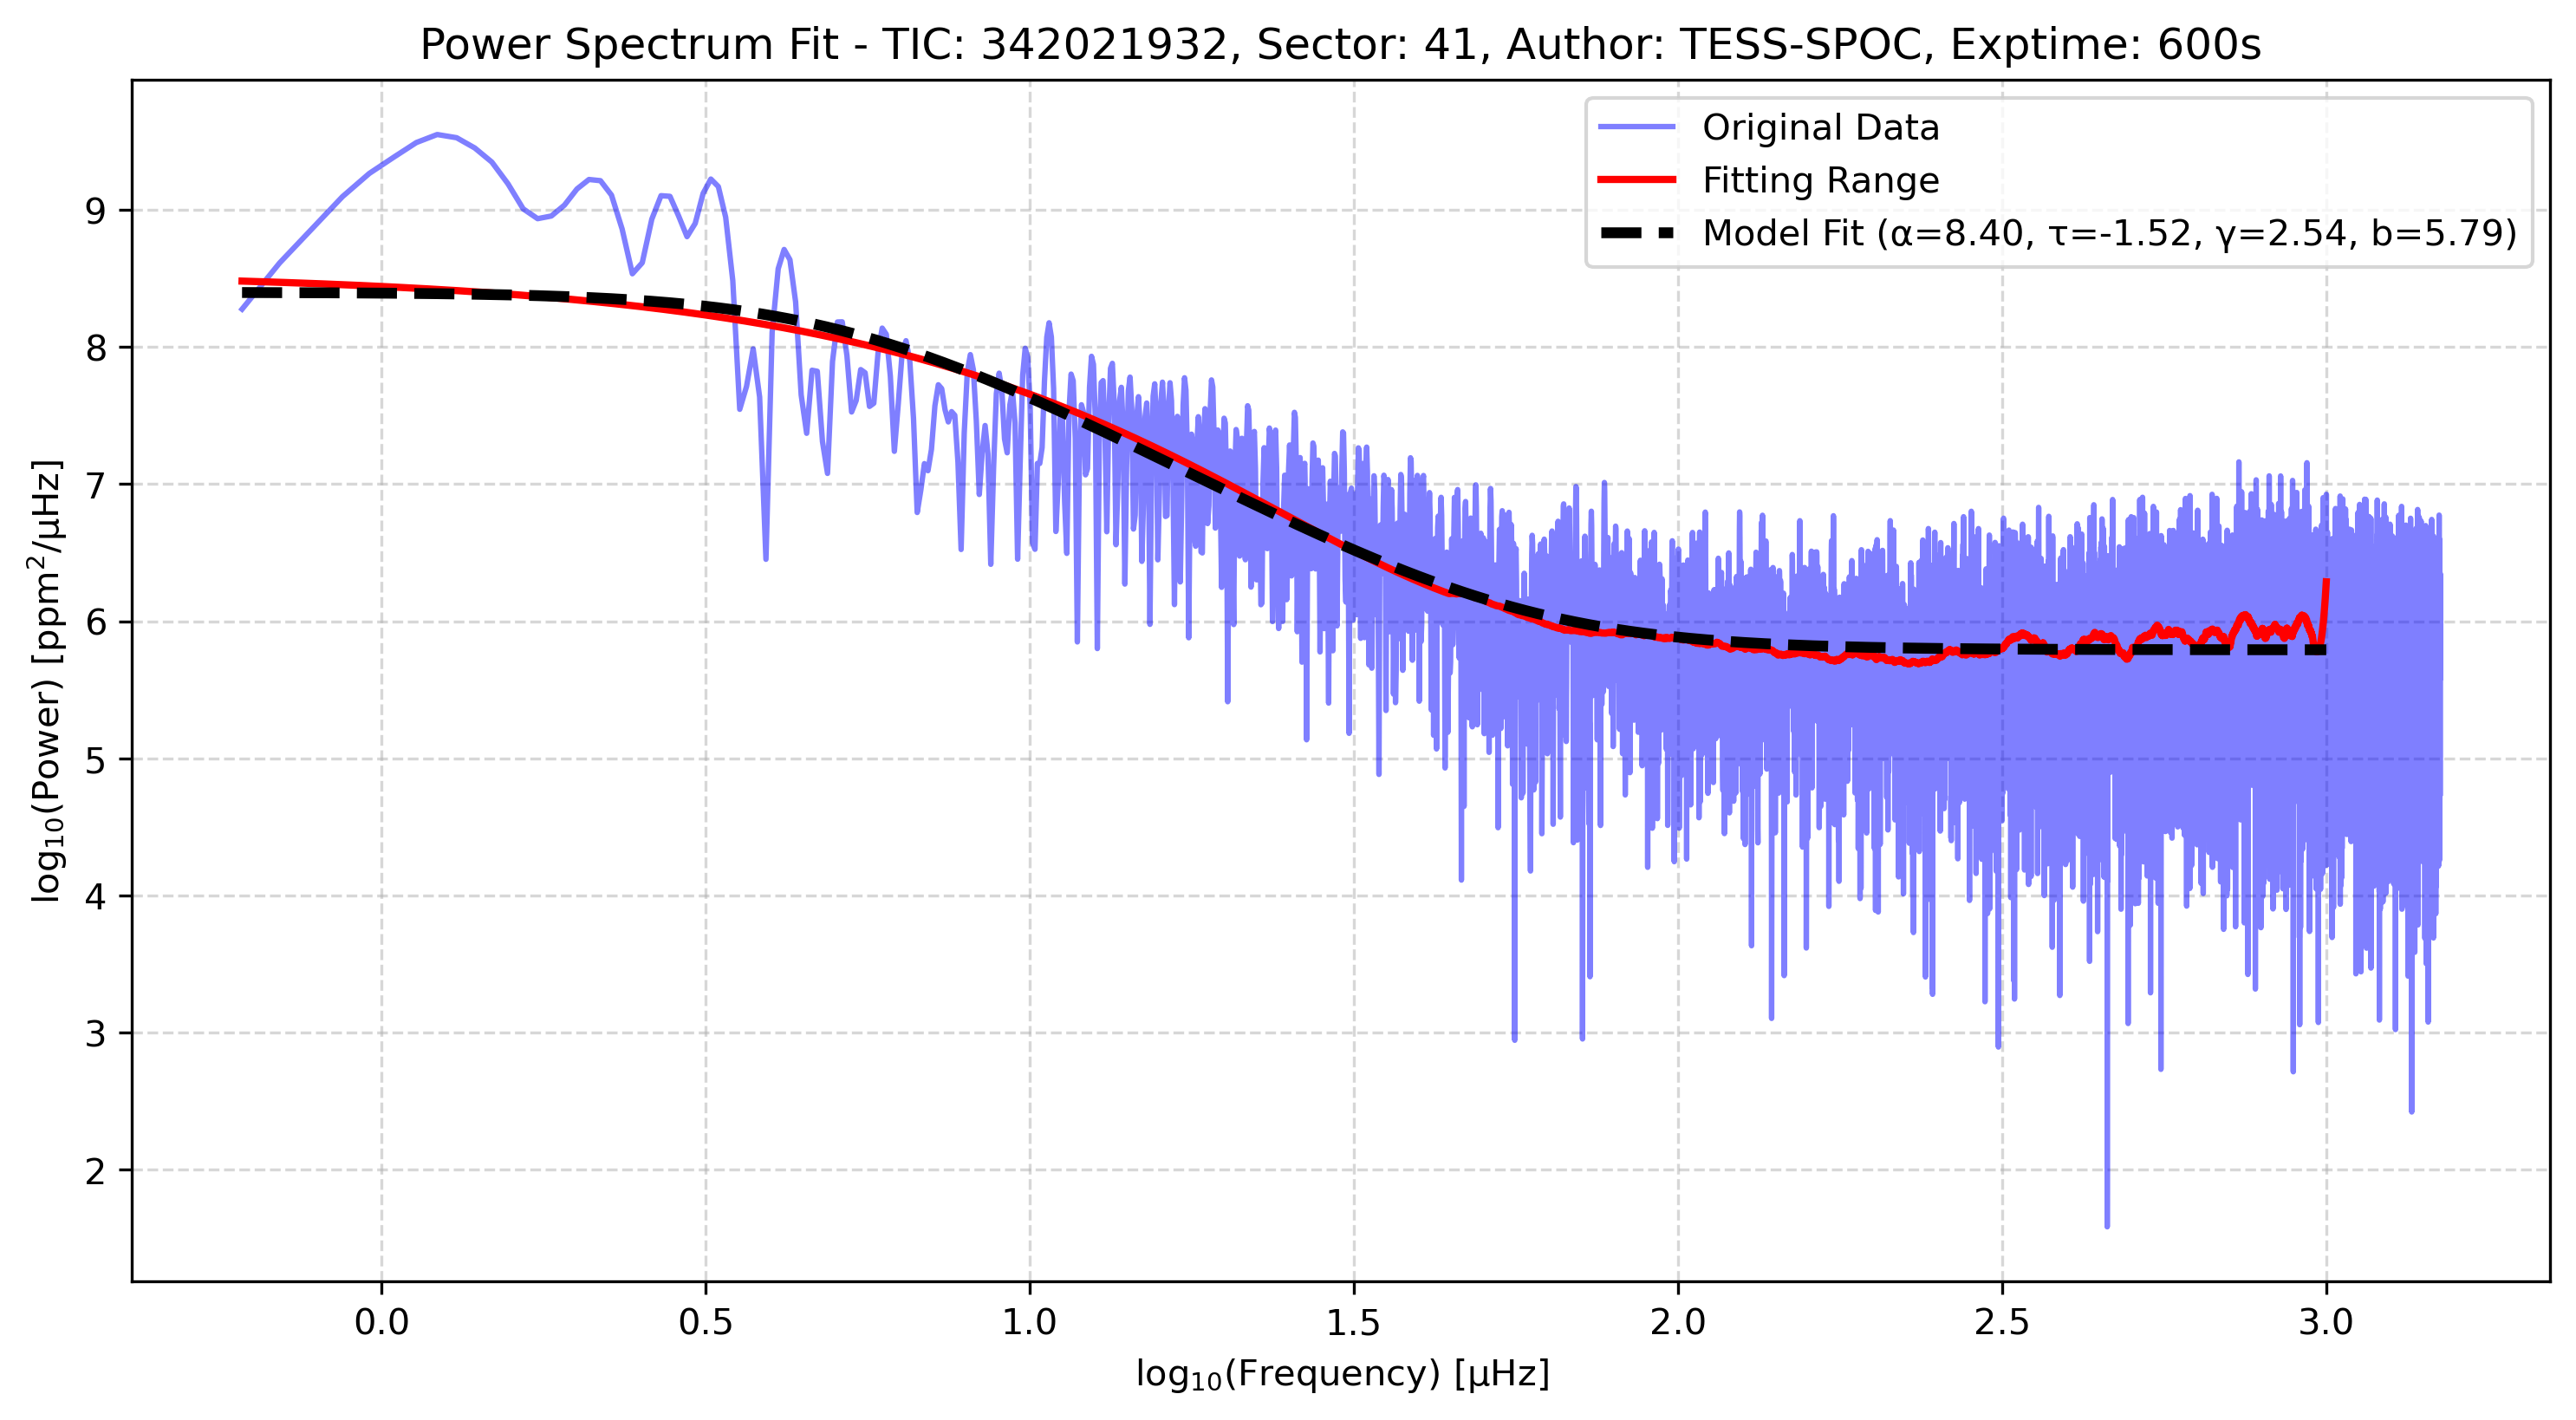 Power Spectrum Fit - TIC: 342021932, Sector: 41, Author: TESS-SPOC, Exptime: 600s
Original Data
Fitting Range
Model Fit (α=8.40, τ=-1.52, γ=2.54, b=5.79)
log₁₀(Power) [ppm²/μHz]
9
8
7
6
5
4
3
2
0.0 0.5 1.0 1.5 2.0 2.5 3.0
log₁₀(Frequency) [μHz]